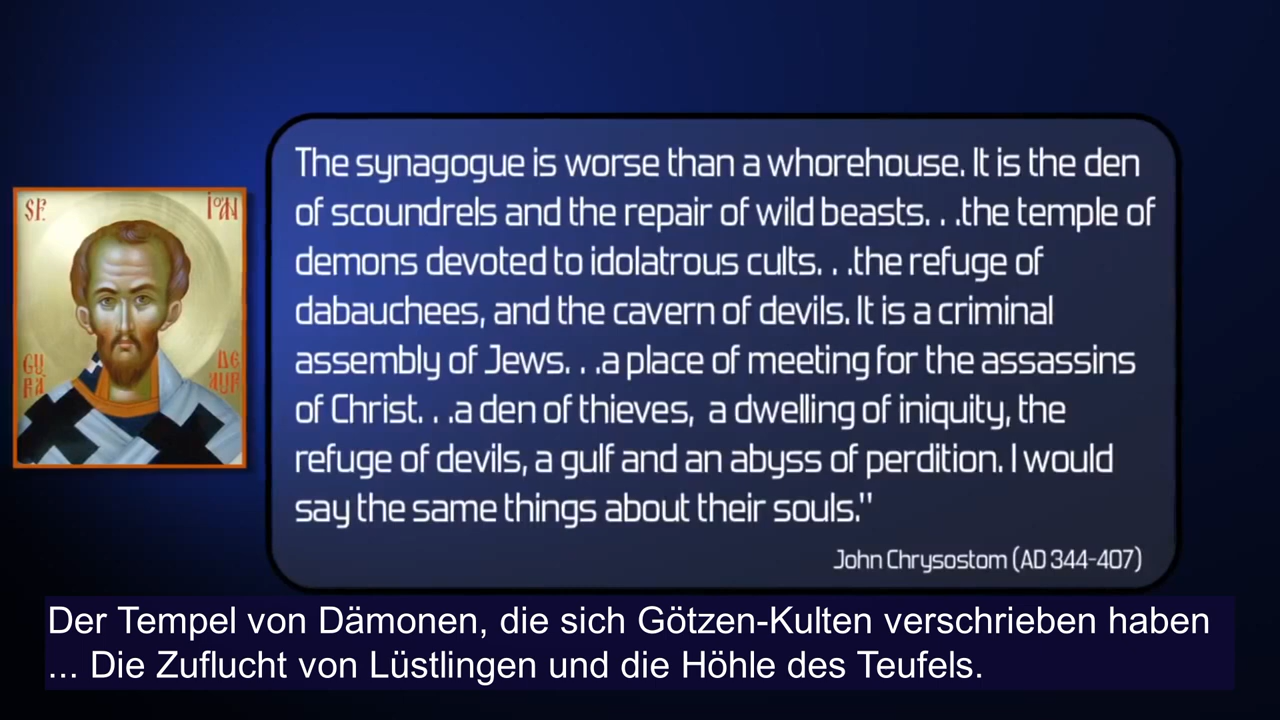 SF.
IOAN
GU
RĂ
DE
AUR
The synagogue is worse than a whorehouse. It is the den
of scoundrels and the repair of wild beasts. . .the temple of
demons devoted to idolatrous cults. . .the refuge of
dabauchees, and the cavern of devils. It is a criminal
assembly of Jews. . .a place of meeting for the assassins
of Christ. . .a den of thieves, a dwelling of iniquity, the
refuge of devils, a gulf and an abyss of perdition. I would
say the same things about their souls."
John Chrysostom (AD 344-407)
Der Tempel von Dämonen, die sich Götzen-Kulten verschrieben haben
... Die Zuflucht von Lüstlingen und die Höhle des Teufels.